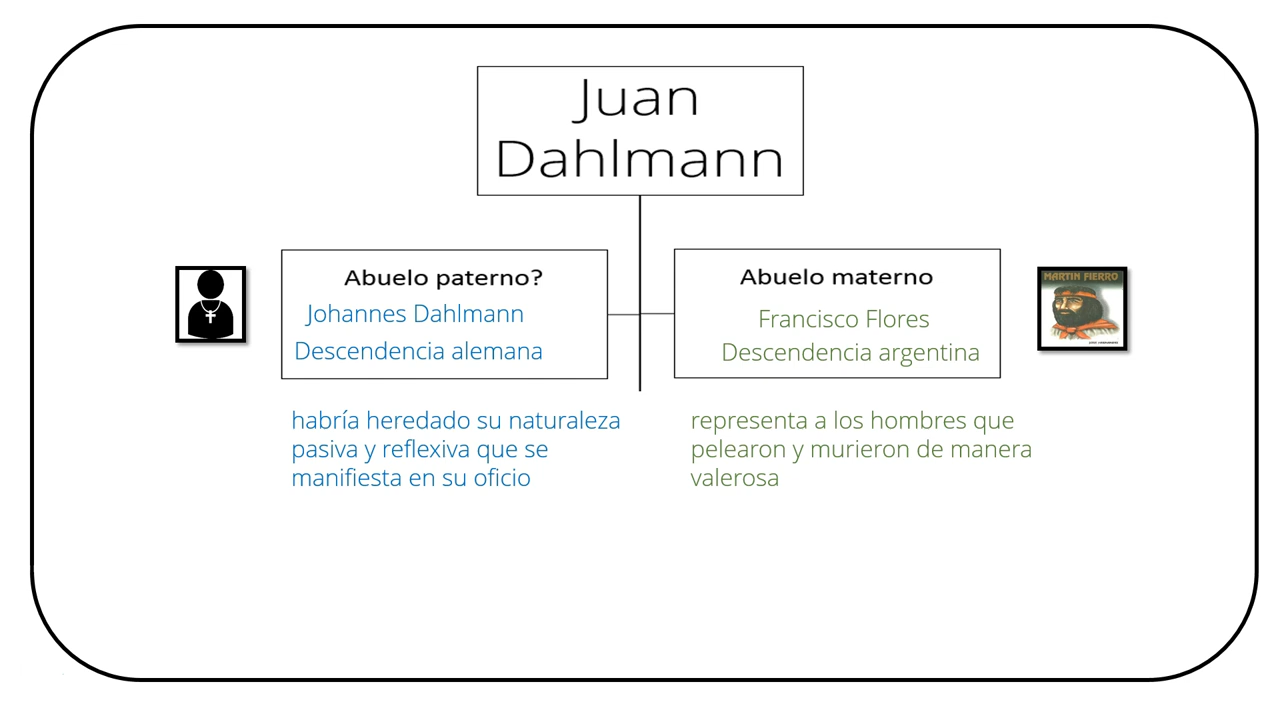 Juan
Dahlmann
Abuelo paterno?
Johannes Dahlmann
Descendencia alemana
Abuelo materno
Francisco Flores
Descendencia argentina
MARTIN FIERRO
habría heredado su naturaleza
pasiva y reflexiva que se
manifiesta en su oficio
representa a los hombres que
pelearon y murieron de manera
valerosa